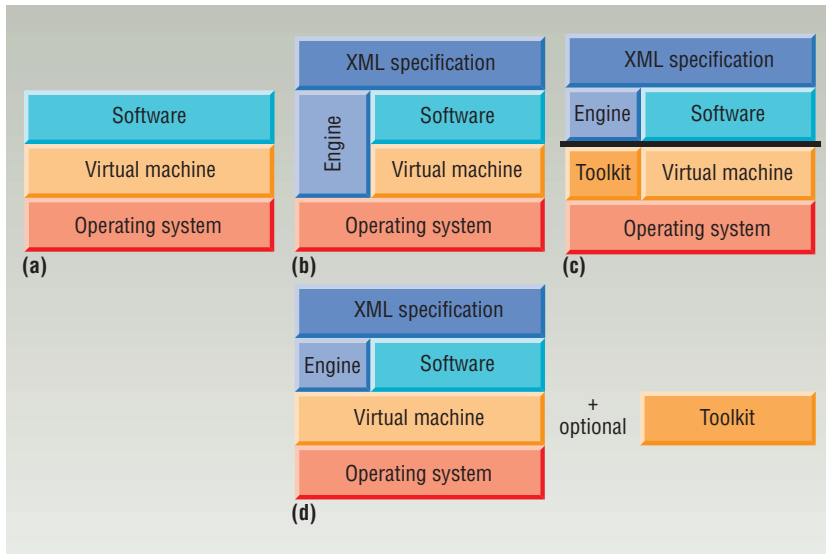 Software
Virtual machine
Operating system
(a)
XML specification
Engine
Software
Virtual machine
Operating system
(b)
XML specification
Engine
Software
Toolkit
Virtual machine
Operating system
(c)
XML specification
Engine
Software
Virtual machine
Operating system
(d)
+
optional
Toolkit